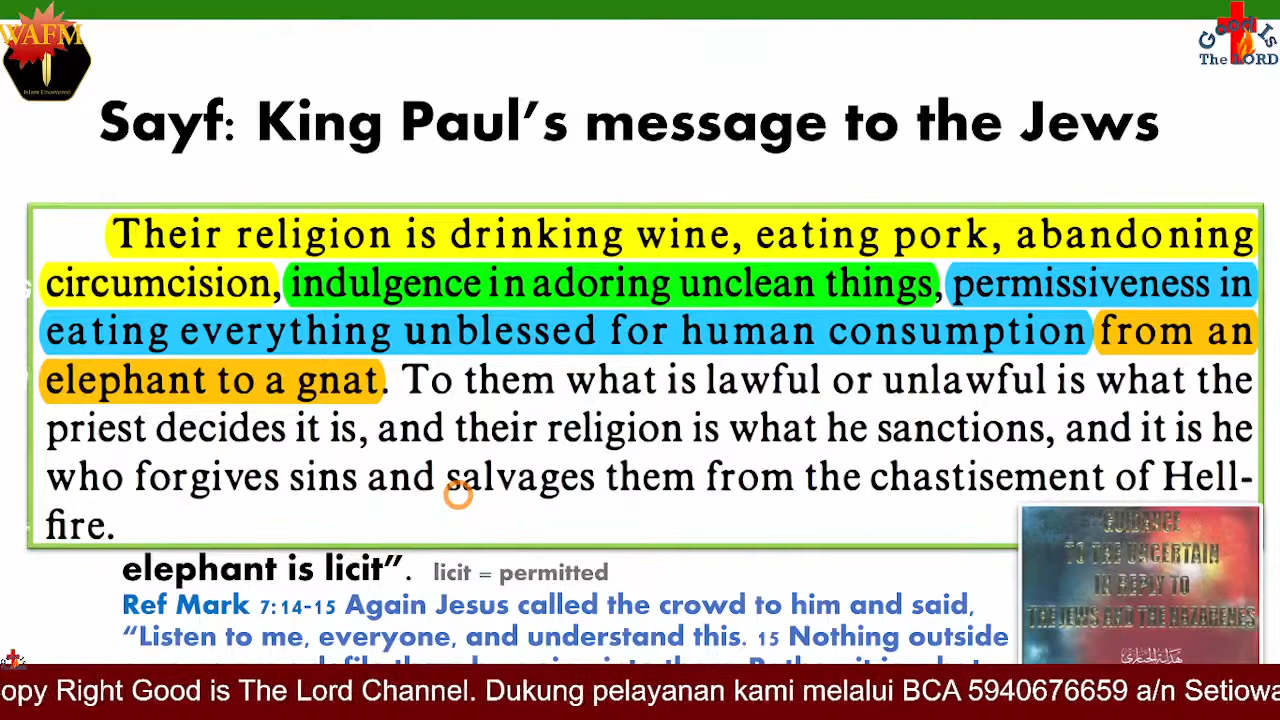 WAFM
Islam Uncovered
Good Is
The LORD
Sayf: King Paul's message to the Jews
Their religion is drinking wine, eating pork, abandoning
circumcision, indulgence in adoring unclean things, permissiveness in
eating everything unblessed for human consumption from an
elephant to a gnat. To them what is lawful or unlawful is what the
priest decides it is, and their religion is what he sanctions, and it is he
who forgives sins and salvages them from the chastisement of Hell-
fire.
elephant is licit”. licit = permitted
Ref Mark 7:14-15 Again Jesus called the crowd to him and said,
“Listen to me, everyone, and understand this. 15 Nothing outside
GUIDANCE
TO THE UNCERTAIN
IN REPLY TO
THE JEWS AND THE NAZARENES
opy Right Good is The Lord Channel. Dukung pelayanan kami melalui BCA 5940676659 a/n Setiowa